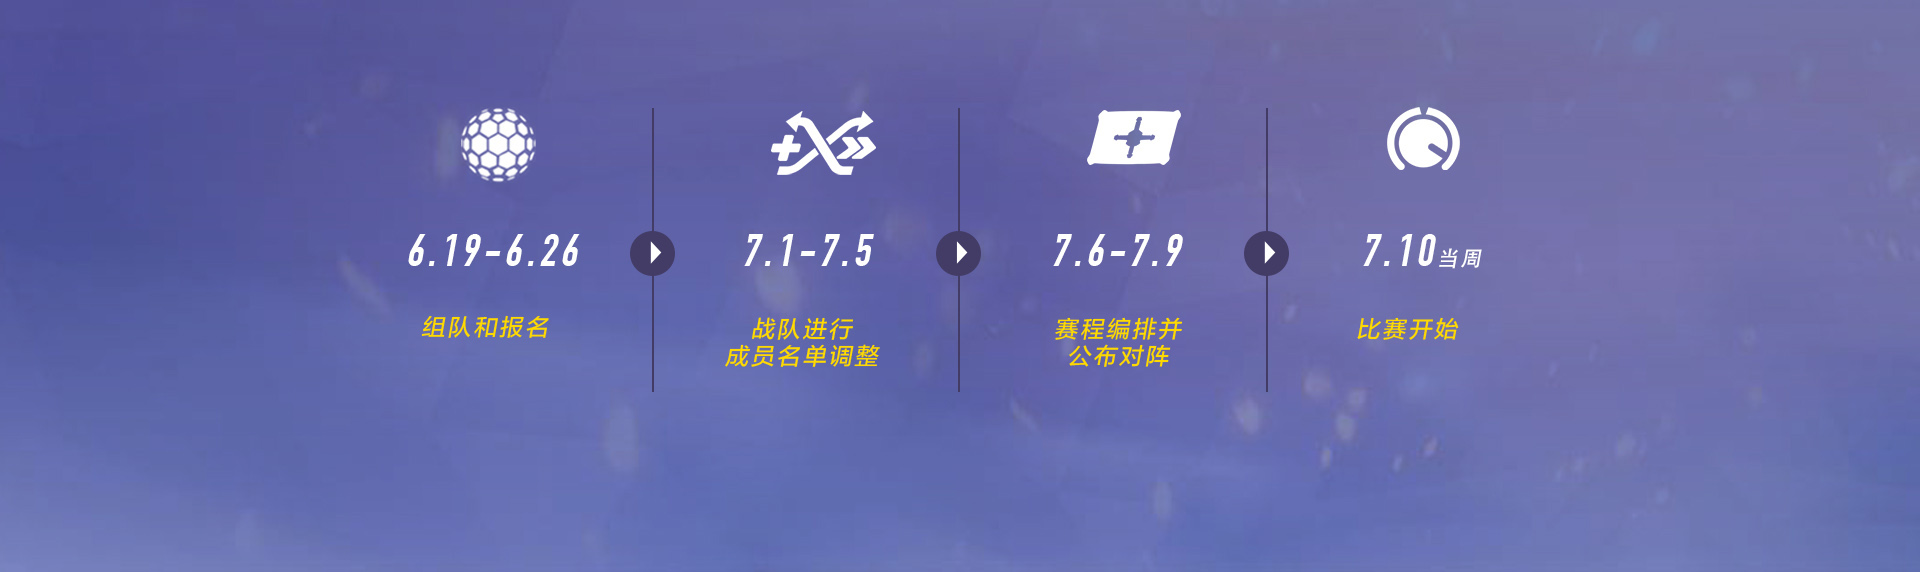 6.19-6.26
组队和报名
7.1-7.5
战队进行
成员名单调整
7.6-7.9
赛程编排并
公布对阵
7.10当周
比赛开始